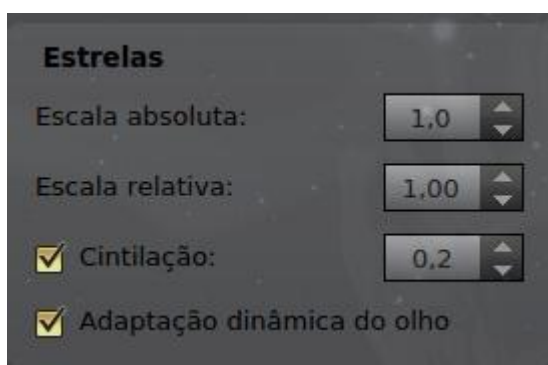 Estrelas
Escala absoluta: 1,0
Escala relativa: 1,00
Cintilação: 0,2
Adaptação dinâmica do olho